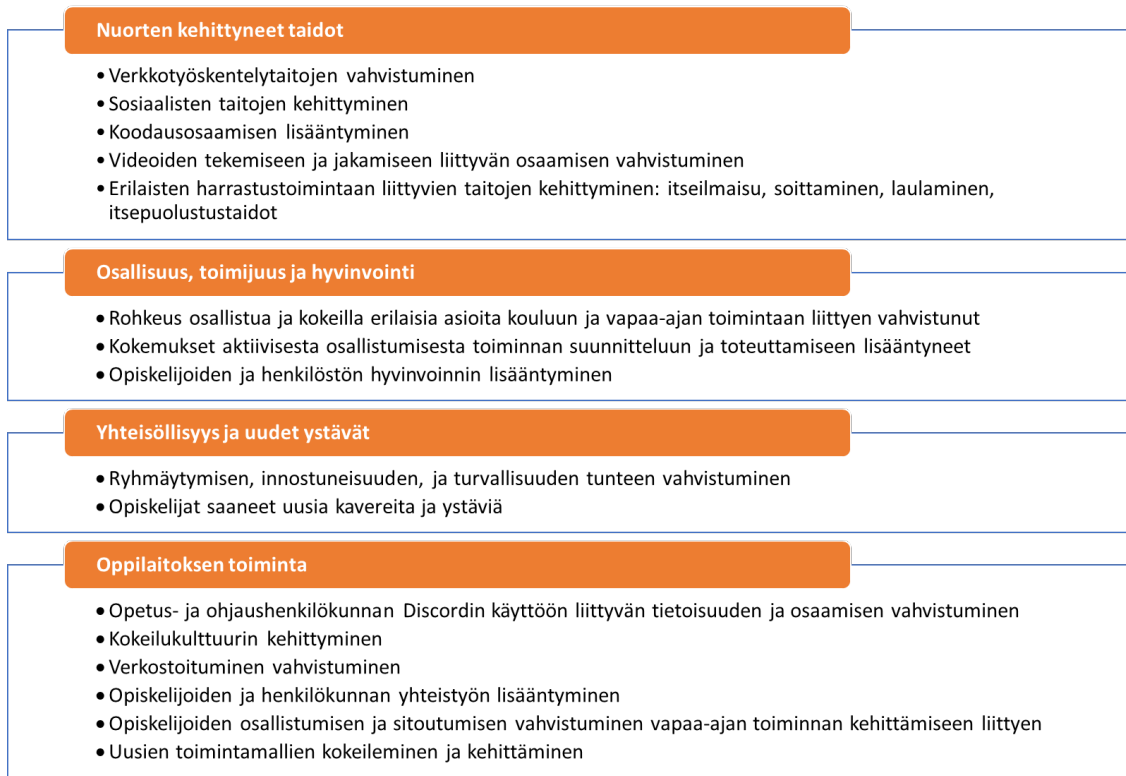 Nuorten kehittyneet taidot
• Verkkotyöskentelytaitojen vahvistuminen
• Sosiaalisten taitojen kehittyminen
• Koodausosaamisen lisääntyminen
• Videoiden tekemiseen ja jakamiseen liittyvän osaamisen vahvistuminen
• Erilaisten harrastustoimintaan liittyvien taitojen kehittyminen: itseilmaisu, soittaminen, laulaminen,
itsepuolustustaidot
Osallisuus, toimijuus ja hyvinvointi
• Rohkeus osallistua ja kokeilla erilaisia asioita kouluun ja vapaa-ajan toimintaan liittyen vahvistunut
• Kokemukset aktiivisesta osallistumisesta toiminnan suunnitteluun ja toteuttamiseen lisääntyneet
• Opiskelijoiden ja henkilöstön hyvinvoinnin lisääntyminen
Yhteisöllisyys ja uudet ystävät
• Ryhmäytymisen, innostuneisuuden, ja turvallisuuden tunteen vahvistuminen
• Opiskelijat saaneet uusia kavereita ja ystäviä
Oppilaitoksen toiminta
• Opetus- ja ohjaushenkilökunnan Discordin käyttöön liittyvän tietoisuuden ja osaamisen vahvistuminen
• Kokeilukulttuurin kehittyminen
• Verkostoituminen vahvistuminen
• Opiskelijoiden ja henkilökunnan yhteistyön lisääntyminen
• Opiskelijoiden osallistumisen ja sitoutumisen vahvistuminen vapaa-ajan toiminnan kehittämiseen liittyen
• Uusien toimintamallien kokeileminen ja kehittäminen